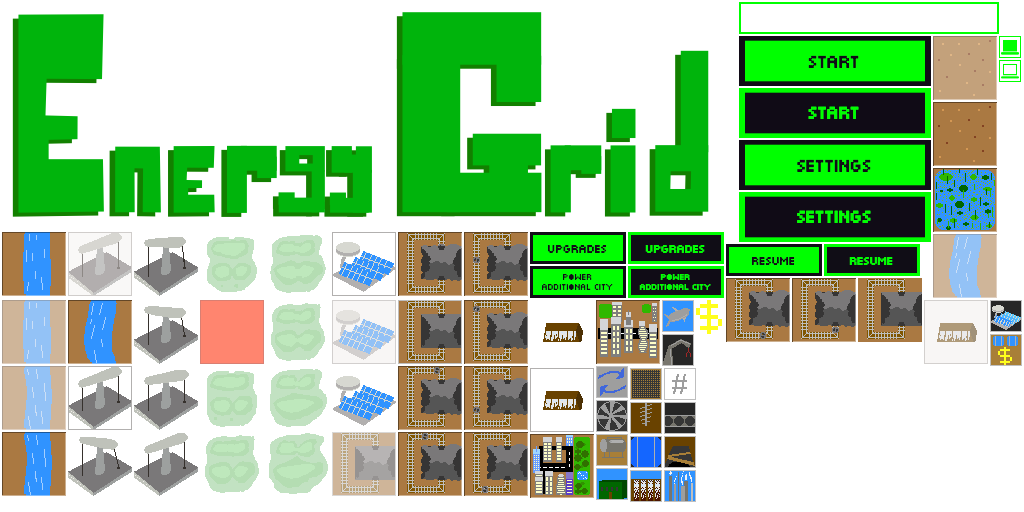 Energy Grid
START
START
SETTINGS
SETTINGS
UPGRADES UPGRADES
RESUME RESUME
POWER
ADDITIONAL CITY
POWER
ADDITIONAL CITY
$
#
$